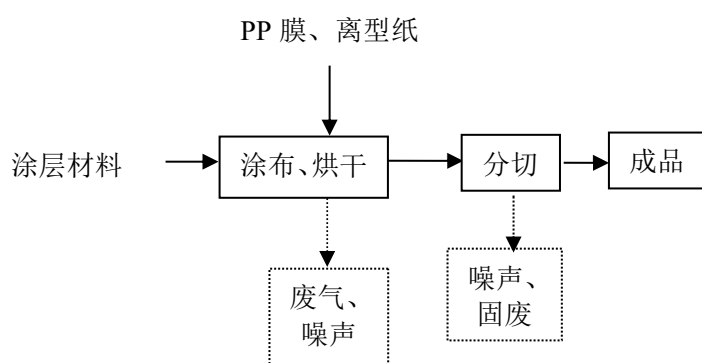 PP 膜、离型纸
涂层材料
涂布、烘干
分切
成品
废气、
噪声
噪声、
固废